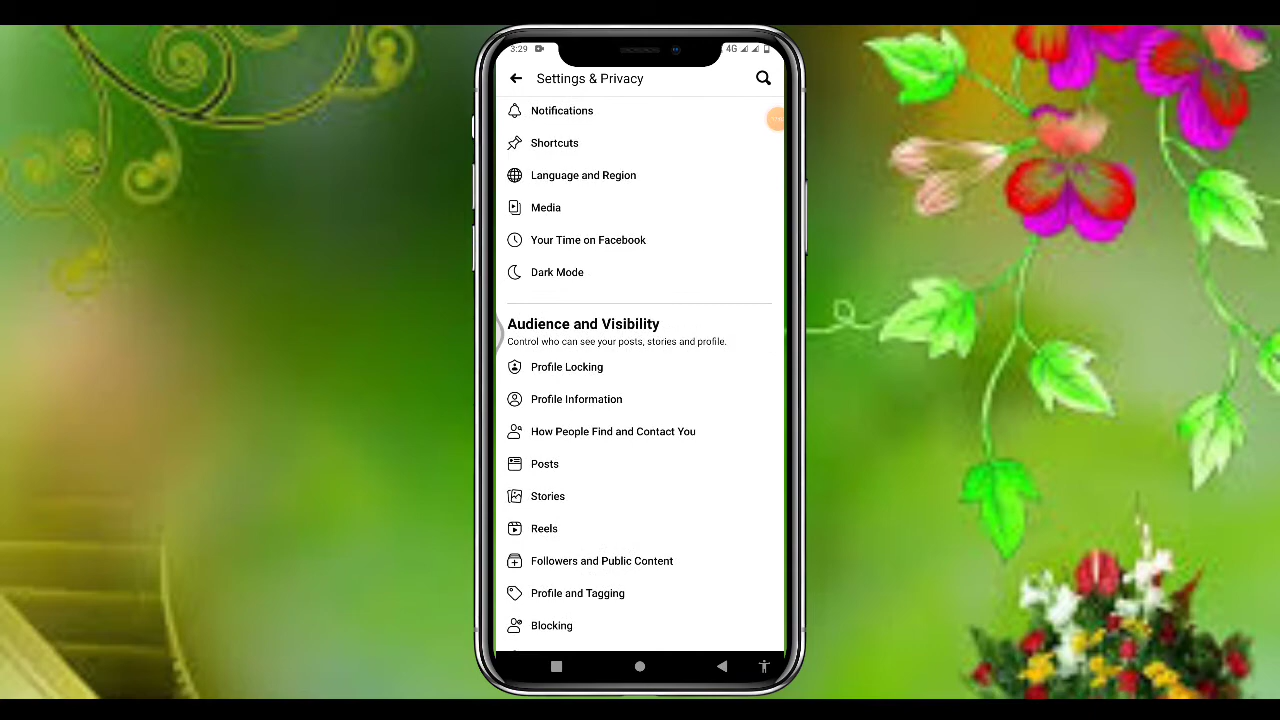 3:29
4G
Settings & Privacy
Notifications
Shortcuts
Language and Region
Media
Your Time on Facebook
Dark Mode
Audience and Visibility
Control who can see your posts, stories and profile.
Profile Locking
Profile Information
How People Find and Contact You
Posts
Stories
Reels
Followers and Public Content
Profile and Tagging
Blocking